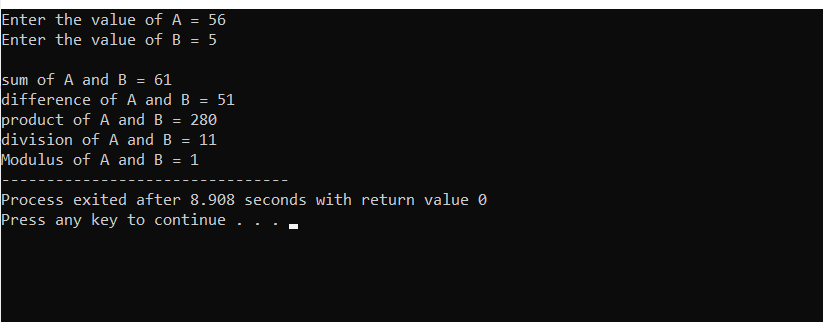 Enter the value of A = 56
Enter the value of B = 5
sum of A and B = 61
difference of A and B = 51
product of A and B = 280
division of A and B = 11
Modulus of A and B = 1
--------------------------------
Process exited after 8.908 seconds with return value 0
Press any key to continue . . .